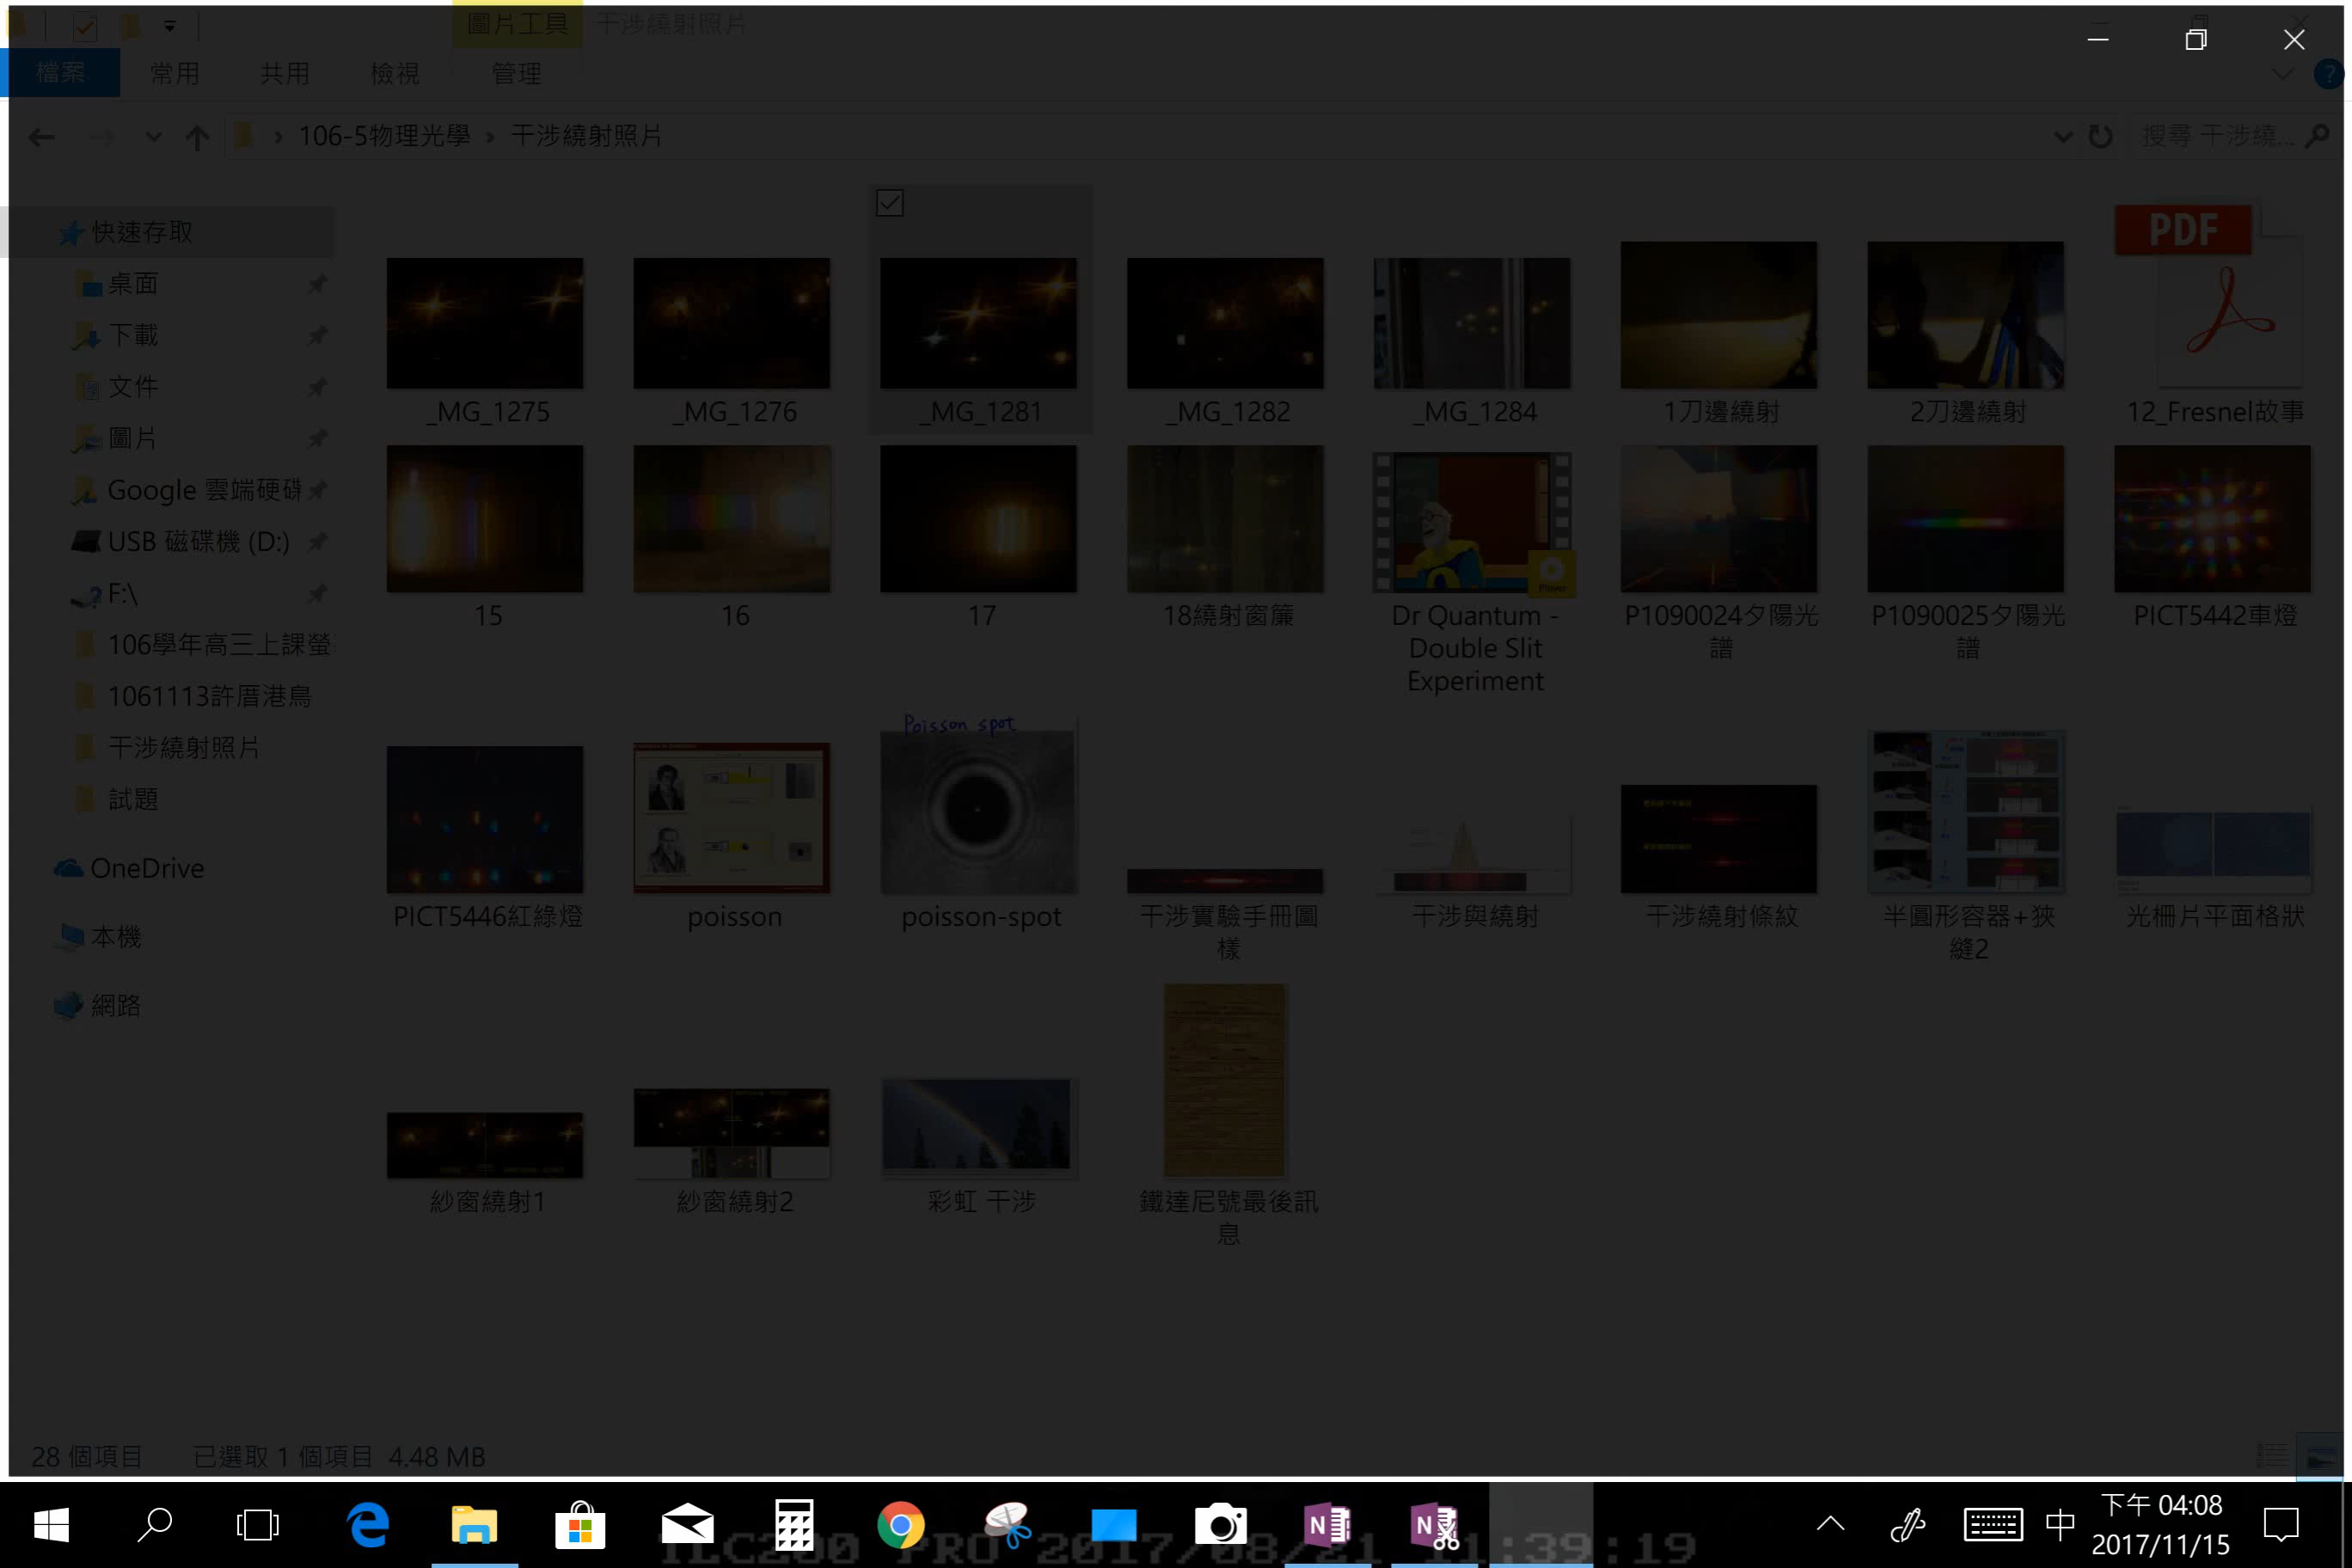 圖片工具 干涉繞射照片
檔案 常用 共用 檢視 管理
106-5物理光學 › 干涉繞射照片 搜尋 干涉繞...
快速存取
桌面
下載
文件
圖片
Google 雲端硬碟
USB 磁碟機 (D:)
F:\
106學年高三上課螢
1061113許厝港鳥
干涉繞射照片
試題
OneDrive
本機
網路
PDF
_MG_1275 _MG_1276 _MG_1281 _MG_1282 _MG_1284 1刀邊繞射 2刀邊繞射 12_Fresnel故事
15 16 17 18繞射窗簾 Dr Quantum - Double Slit Experiment P1090024夕陽光譜 P1090025夕陽光譜 PICT5442車燈
Poisson spot
PICT5446紅綠燈 poisson poisson-spot 干涉實驗手冊圖樣 干涉與繞射 干涉繞射條紋 半圓形容器+狹縫2 光柵片平面格狀
紗窗繞射1 紗窗繞射2 彩虹 干涉 鐵達尼號最後訊息
28 個項目 已選取 1 個項目 4.48 MB
中 下午 04:08
2017/11/15
ILC200 PRO 2017/08/21 11:39:19